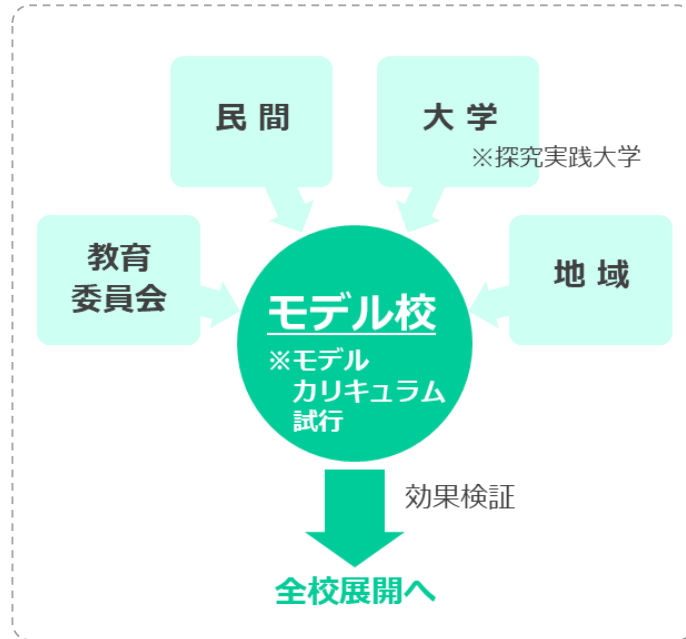 民間
大学
※探究実践大学
教育
委員会
地域
モデル校
※モデル
カリキュラム
試行
効果検証
全校展開へ